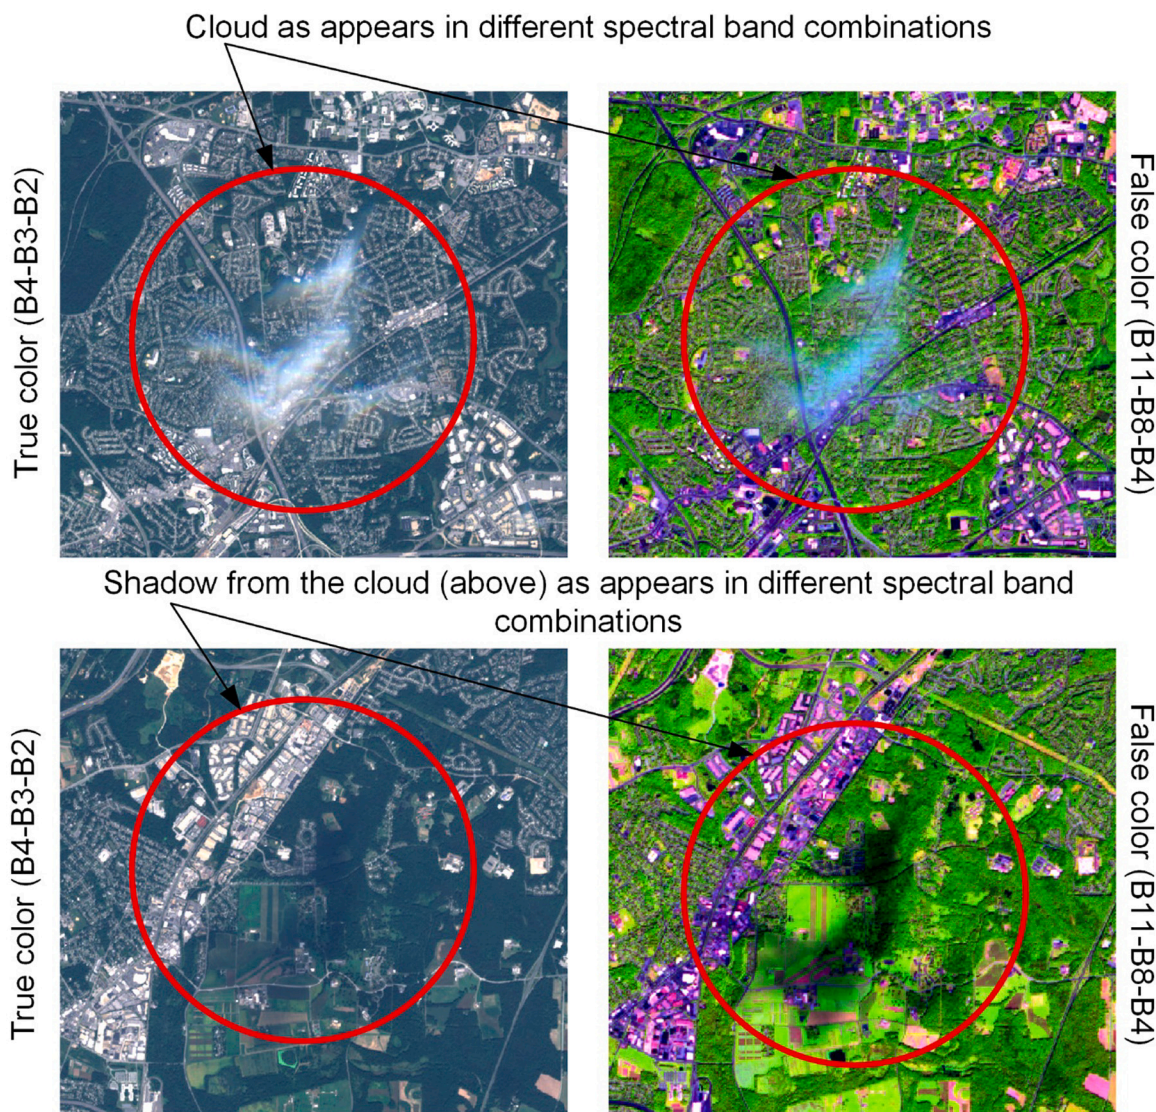 Cloud as appears in different spectral band combinations
True color (B4-B3-B2)
False color (B11-B8-B4)
Shadow from the cloud (above) as appears in different spectral band
combinations
True color (B4-B3-B2)
False color (B11-B8-B4)